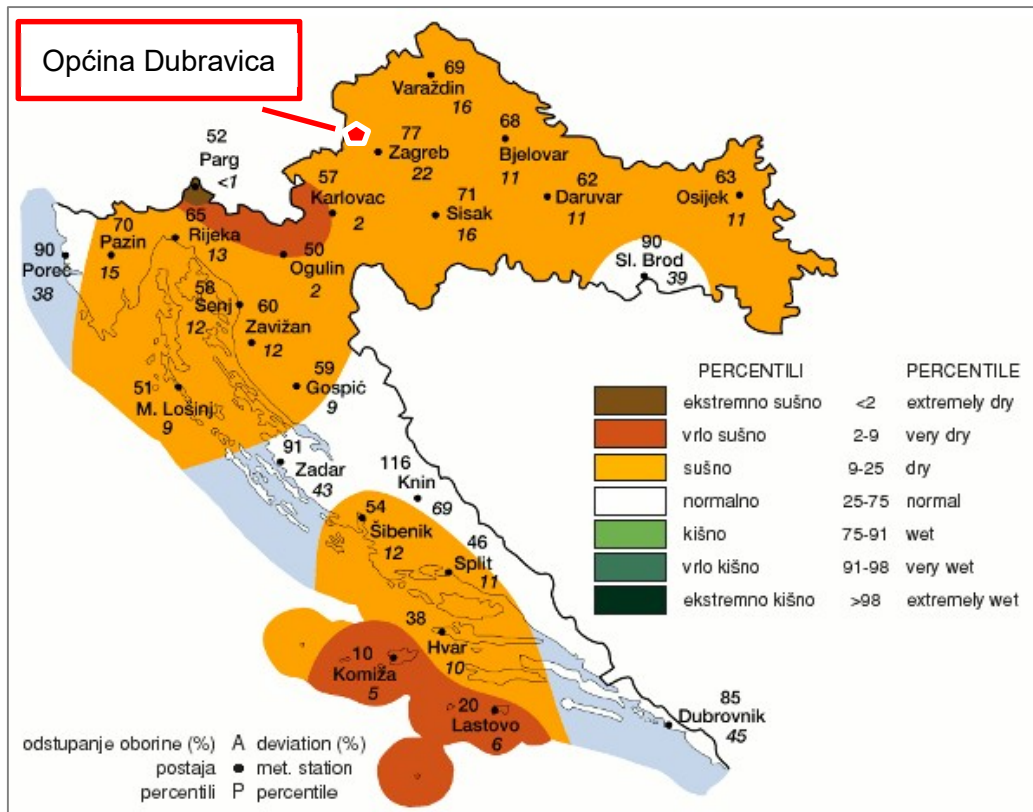 Općina Dubravica
69
Varaždin
16
52
Parg
<1
77
Zagreb
22
68
Bjelovar
11
57
Karlovac
2
62
Daruvar
11
63
Osijek
11
71
Sisak
16
70
Pazin
15
65
Rijeka
13
90
Poreč
38
50
Ogulin
2
90
Sl. Brod
39
58
Senj
12
60
Zavižan
12
59
Gospić
9
51
M. Lošinj
9
91
Zadar
43
116
Knin
69
54
Šibenik
12
46
Split
11
38
Hvar
10
10
Komiža
5
20
Lastovo
6
85
Dubrovnik
45
PERCENTILI PERCENTILE
ekstremno sušno <2 extremely dry
vrlo sušno 2-9 very dry
sušno 9-25 dry
normalno 25-75 normal
kišno 75-91 wet
vrlo kišno 91-98 very wet
ekstremno kišno >98 extremely wet
odstupanje oborine (%) A deviation (%)
postaja ● met. station
percentili P percentile